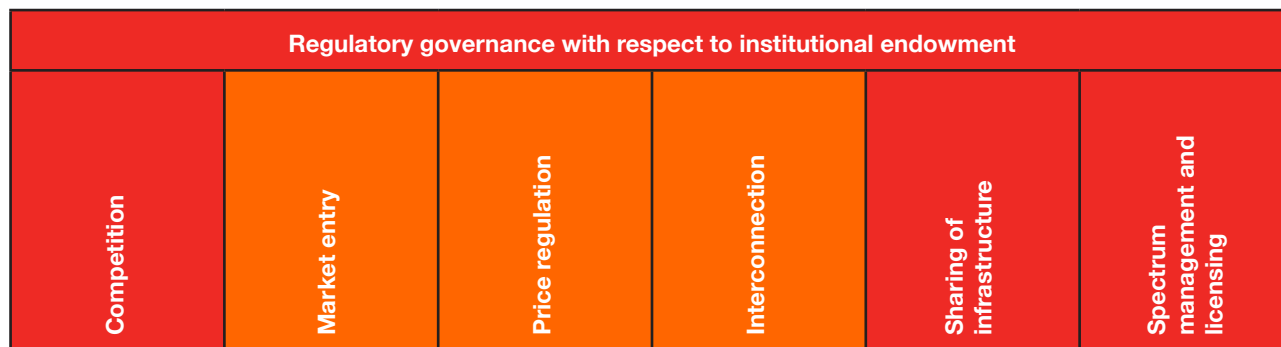 Regulatory governance with respect to institutional endowment
Competition
Market entry
Price regulation
Interconnection
Sharing of
infrastructure
Spectrum
management and
licensing